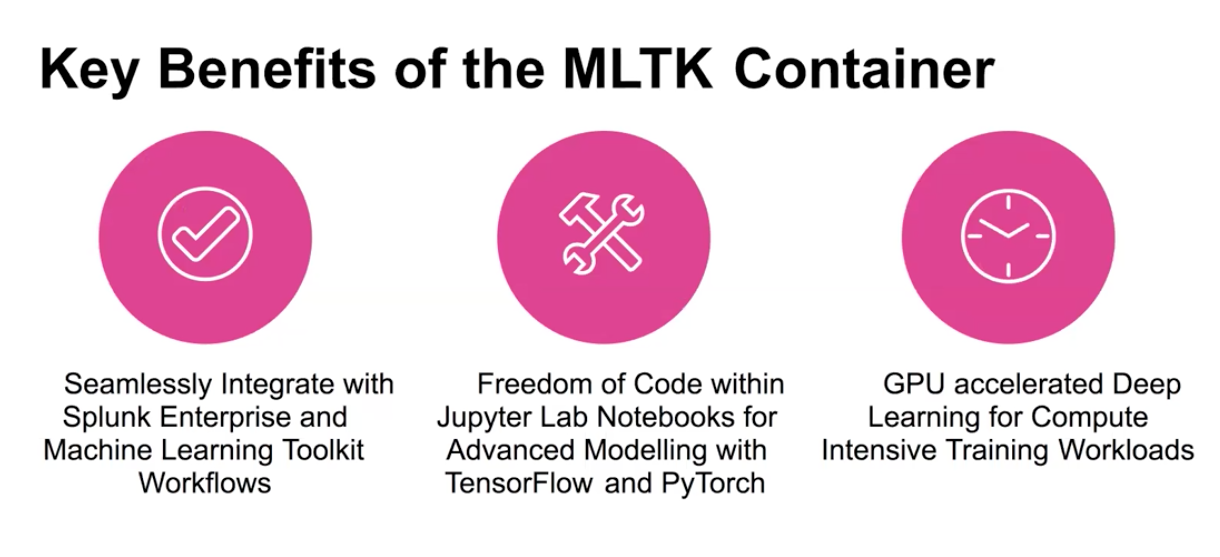 Key Benefits of the MLTK Container
Seamlessly Integrate with
Splunk Enterprise and
Machine Learning Toolkit
Workflows
Freedom of Code within
Jupyter Lab Notebooks for
Advanced Modelling with
TensorFlow and PyTorch
GPU accelerated Deep
Learning for Compute
Intensive Training Workloads